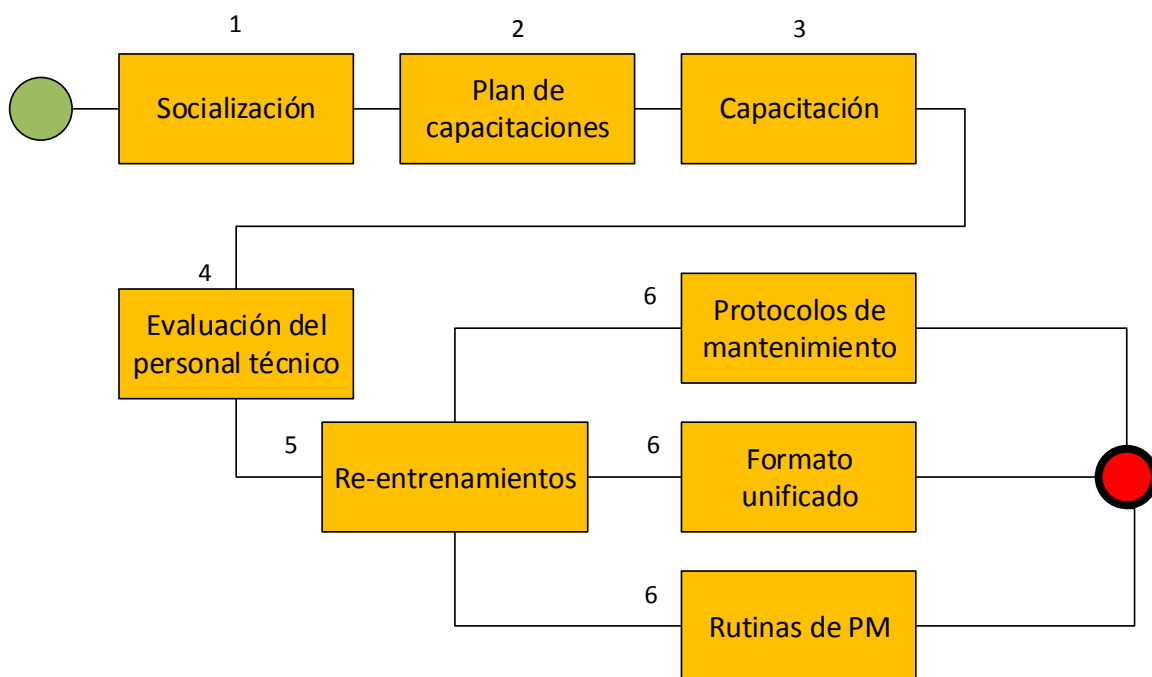 1
2
3
Socialización
Plan de
capacitaciones
Capacitación
4
Evaluación del
personal técnico
5
Re-entrenamientos
6
Protocolos de
mantenimiento
6
Formato
unificado
6
Rutinas de PM